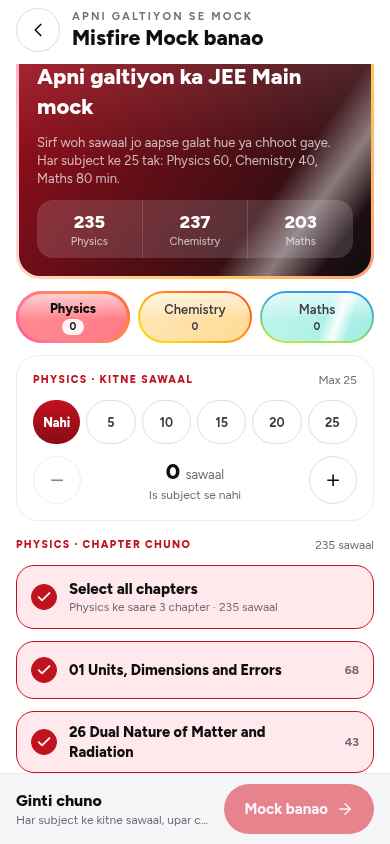 APNI GALTIYON SE MOCK
Misfire Mock banao
Apni galtiyon ka JEE Main
mock
Sirf woh sawaal jo aapse galat hue ya chhoot gaye.
Har subject ke 25 tak: Physics 60, Chemistry 40,
Maths 80 min.
235 237 203
Physics Chemistry Maths
Physics Chemistry Maths
0 0 0
PHYSICS · KITNE SAWAAL Max 25
Nahi 5 10 15 20 25
− 0 sawaal +
Is subject se nahi
PHYSICS · CHAPTER CHUNO 235 sawaal
Select all chapters
Physics ke saare 3 chapter · 235 sawaal
01 Units, Dimensions and Errors 68
26 Dual Nature of Matter and
Radiation 43
Ginti chuno
Har subject ke kitne sawaal, upar c...
Mock banao →